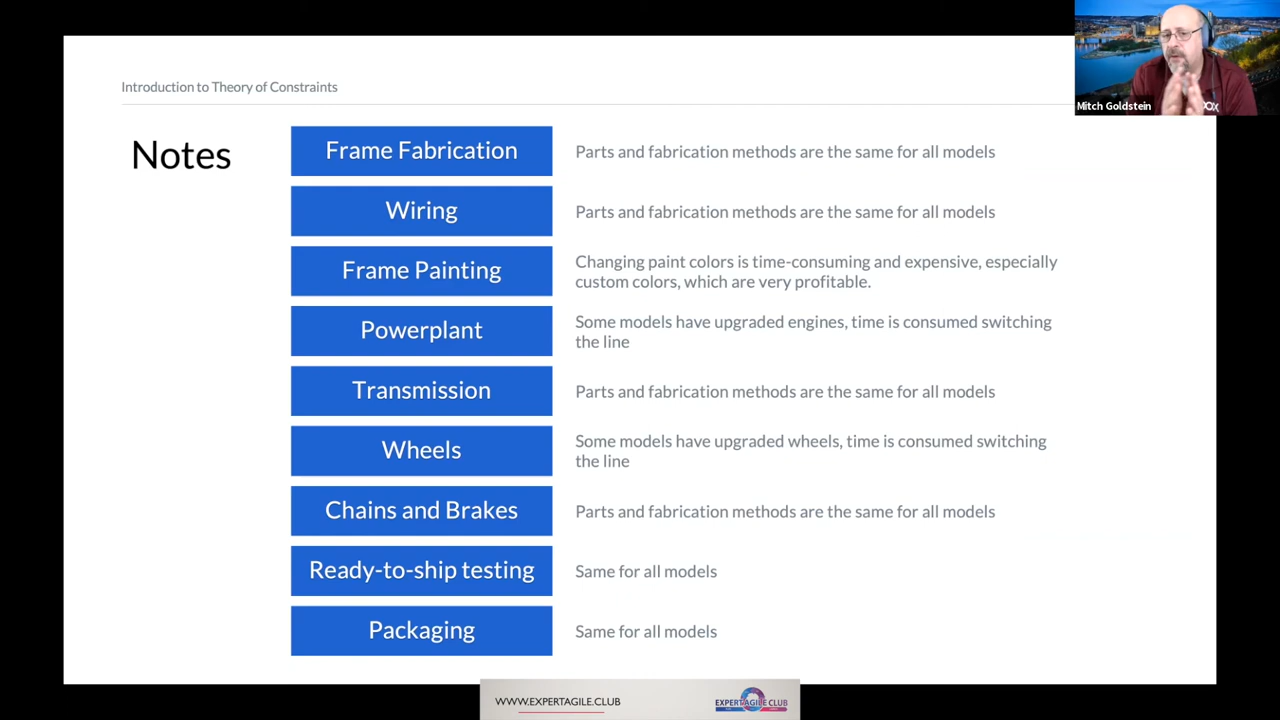 Mitch Goldstein
Introduction to Theory of Constraints
Notes
Frame Fabrication
Parts and fabrication methods are the same for all models
Wiring
Parts and fabrication methods are the same for all models
Frame Painting
Changing paint colors is time-consuming and expensive, especially
custom colors, which are very profitable.
Powerplant
Some models have upgraded engines, time is consumed switching
the line
Transmission
Parts and fabrication methods are the same for all models
Wheels
Some models have upgraded wheels, time is consumed switching
the line
Chains and Brakes
Parts and fabrication methods are the same for all models
Ready-to-ship testing
Same for all models
Packaging
Same for all models
WWW.EXPERTAGILE.CLUB
EXPERTAGILE CLUB